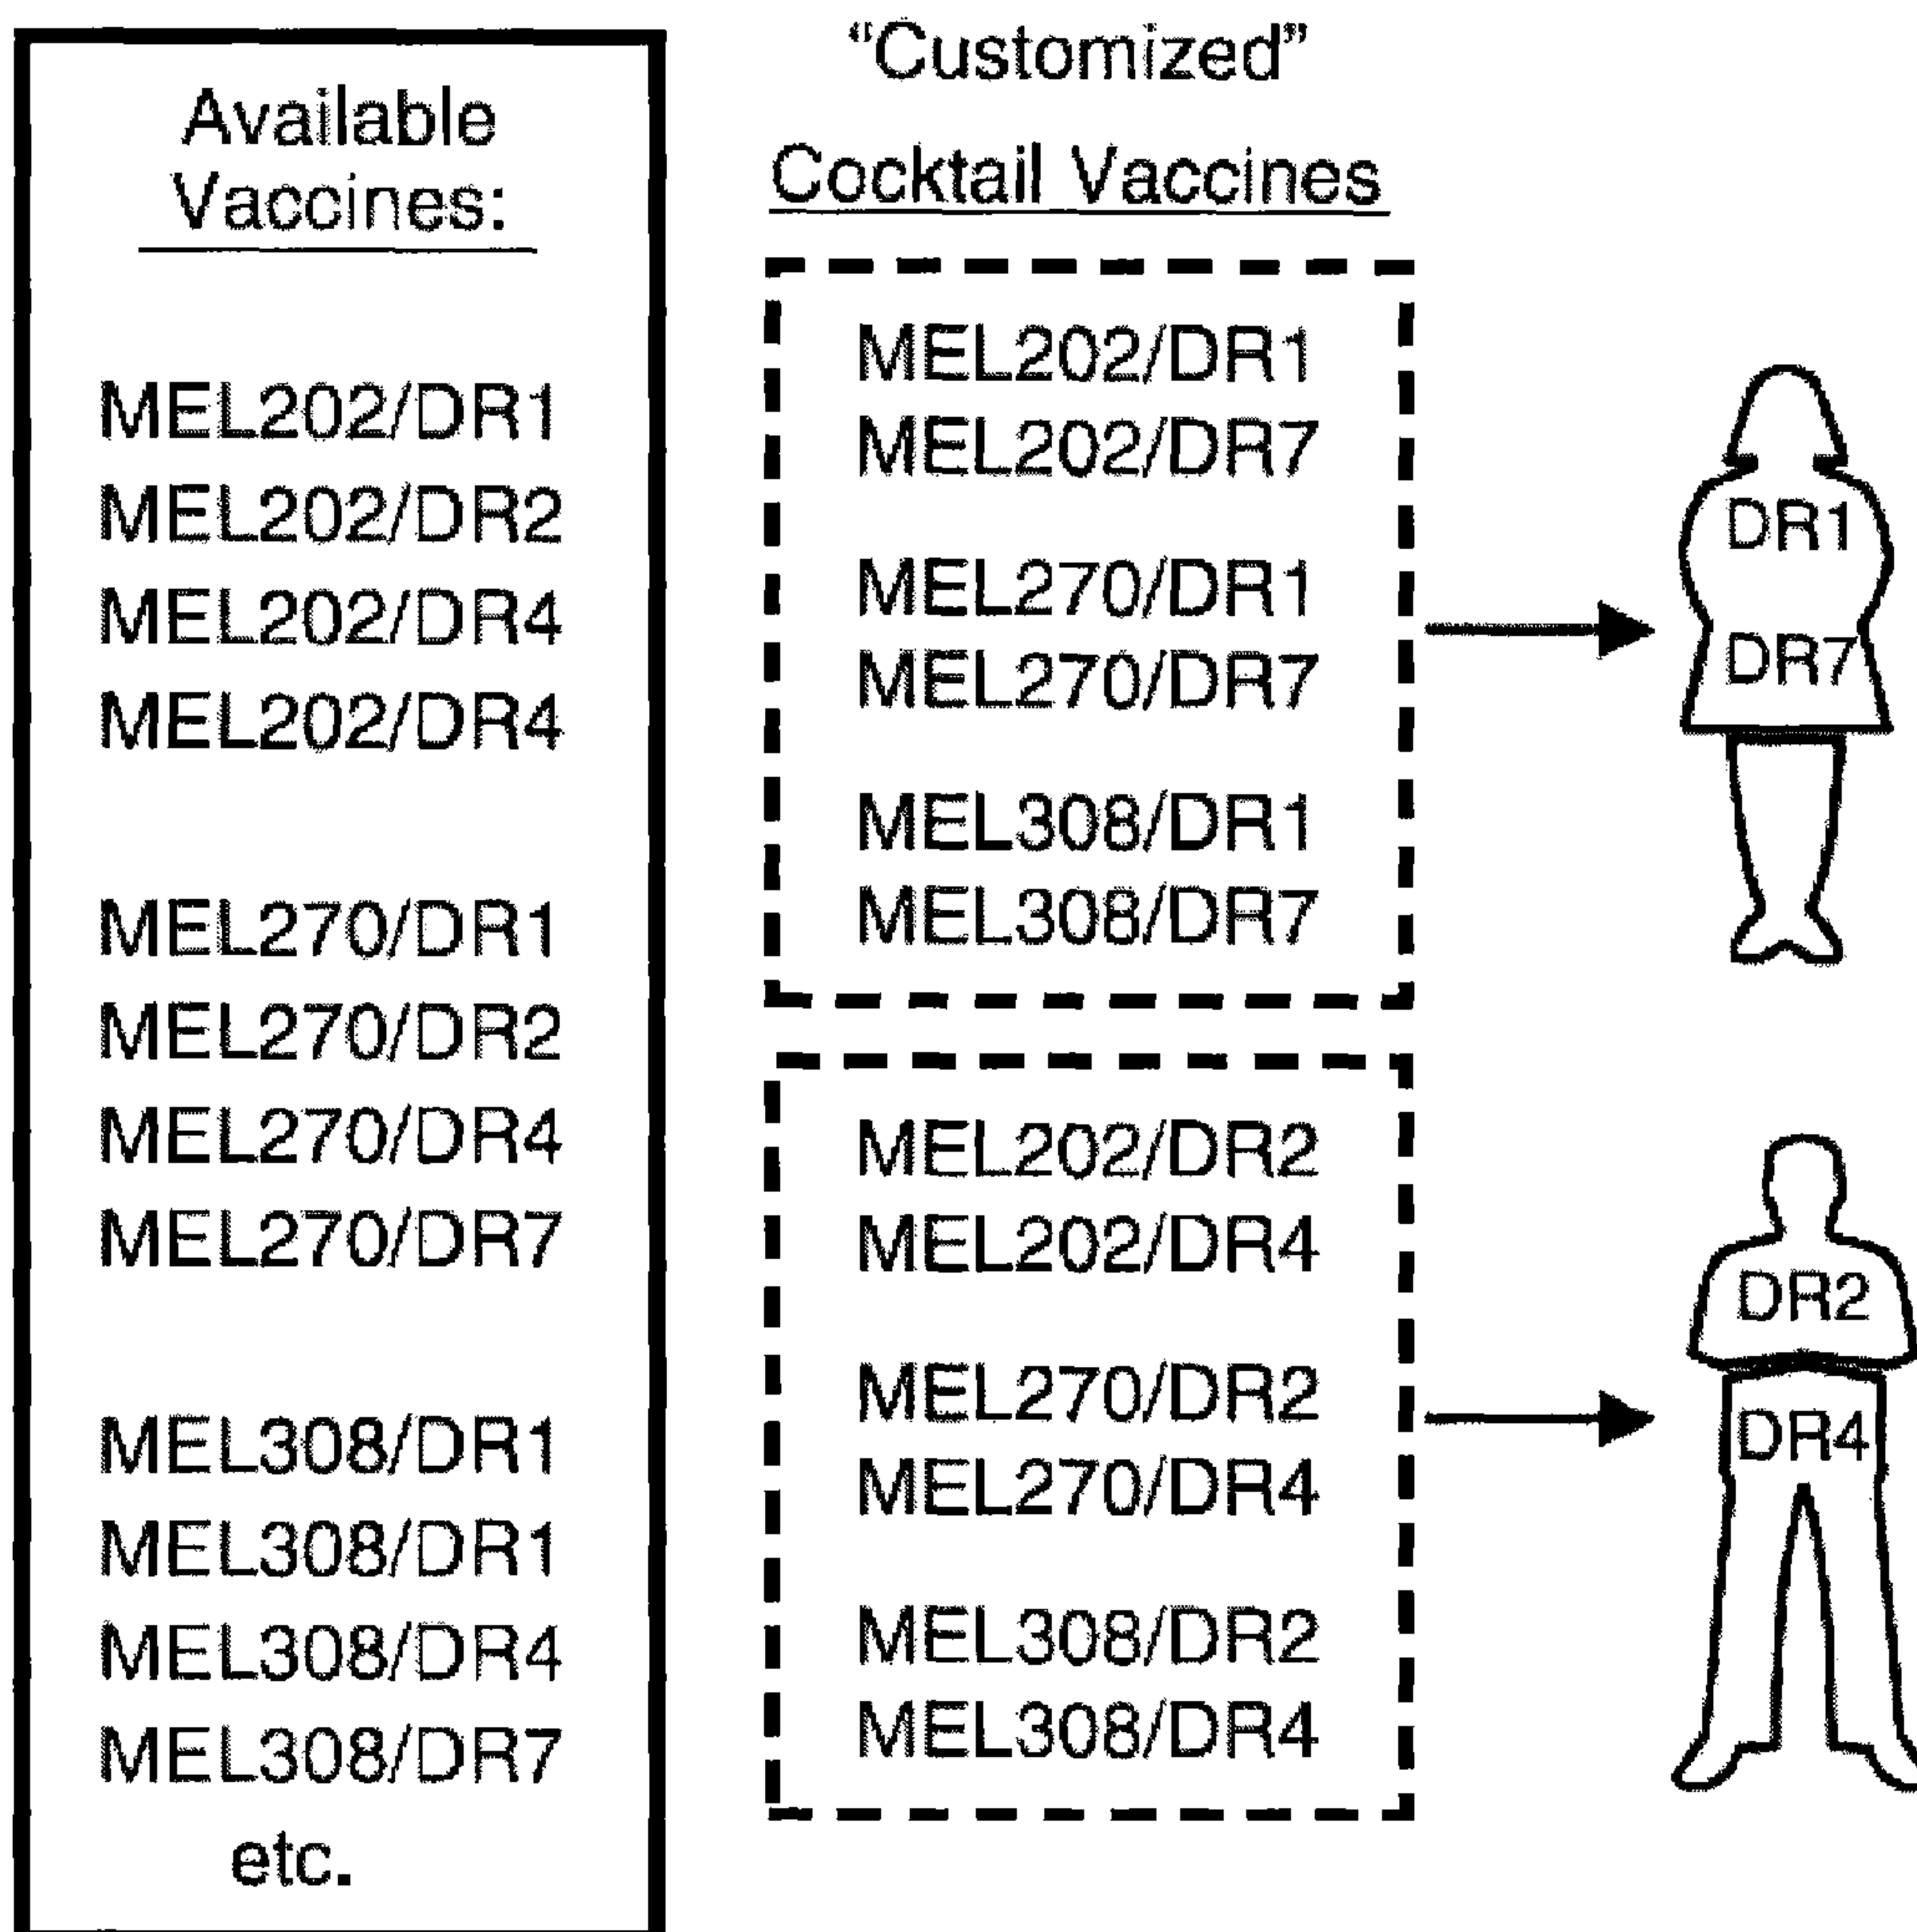 Available
Vaccines:
MEL202/DR1
MEL202/DR2
MEL202/DR4
MEL202/DR4
MEL270/DR1
MEL270/DR2
MEL270/DR4
MEL270/DR7
MEL308/DR1
MEL308/DR1
MEL308/DR4
MEL308/DR7
etc.
“Customized”
Cocktail Vaccines
MEL202/DR1
MEL202/DR7
MEL270/DR1
MEL270/DR7
MEL308/DR1
MEL308/DR7
DR1
DR7
MEL202/DR2
MEL202/DR4
MEL270/DR2
MEL270/DR4
MEL308/DR2
MEL308/DR4
DR2
DR4